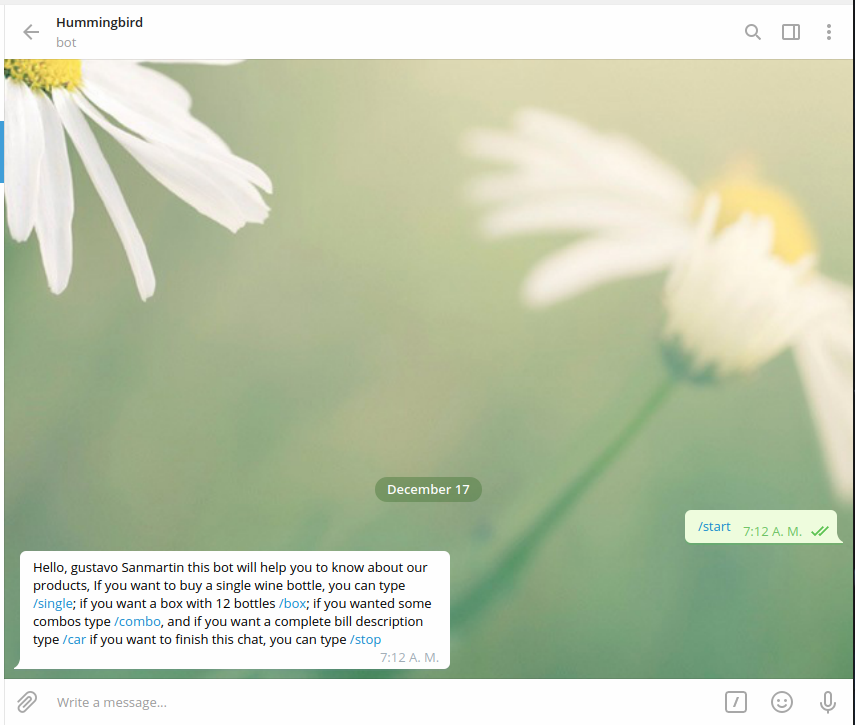 Hummingbird
bot
December 17
/start 7:12 A. M.
Hello, gustavo Sanmartin this bot will help you to know about our
products, If you want to buy a single wine bottle, you can type
/single; if you want a box with 12 bottles /box; if you wanted some
combos type /combo, and if you want a complete bill description
type /car if you want to finish this chat, you can type /stop
7:12 A. M.
Write a message...
/